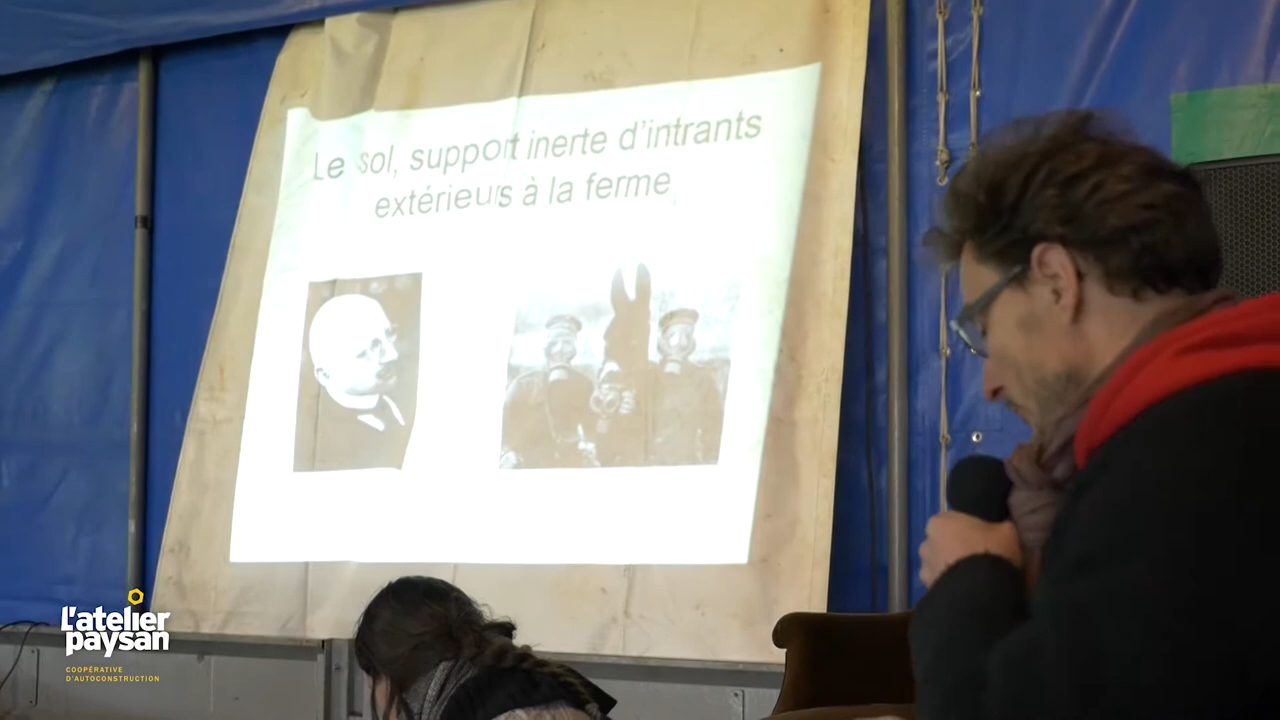 Le sol, support inerte d'intrants
extérieurs à la ferme
l'atelier
paysan
COOPÉRATIVE
D'AUTOCONSTRUCTION